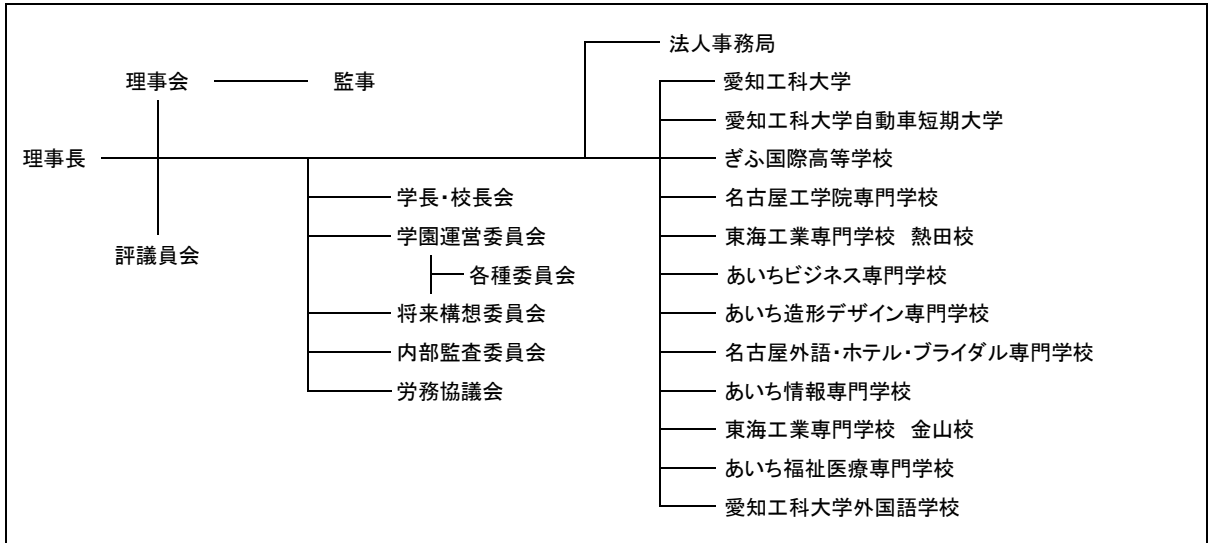 理事長
理事会
監事
評議員会
学長・校長会
学園運営委員会
各種委員会
将来構想委員会
内部監査委員会
労務協議会
法人事務局
愛知工科大学
愛知工科大学自動車短期大学
ぎふ国際高等学校
名古屋工学院専門学校
東海工業専門学校 熱田校
あいちビジネス専門学校
あいち造形デザイン専門学校
名古屋外語・ホテル・ブライダル専門学校
あいち情報専門学校
東海工業専門学校 金山校
あいち福祉医療専門学校
愛知工科大学外国語学校